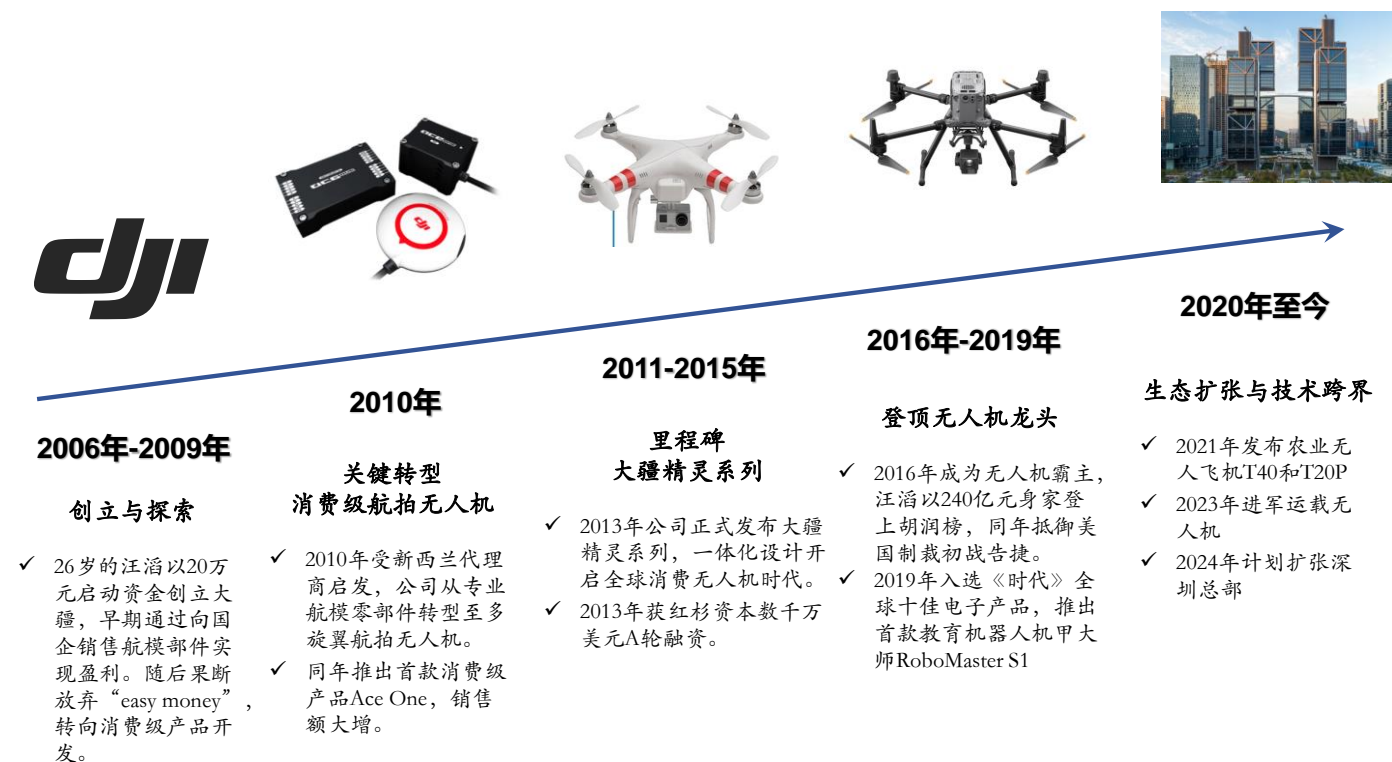 dji
2006年-2009年
创立与探索
✓ 26岁的汪滔以20万
元启动资金创立大
疆，早期通过向国
企销售航模部件实
现盈利。随后果断
放弃“easy money”，
转向消费级产品开
发。
2010年
关键转型
消费级航拍无人机
✓ 2010年受新西兰代理
商启发，公司从专业
航模零部件转型至多
旋翼航拍无人机。
✓ 同年推出首款消费级
产品Ace One，销售
额大增。
2011-2015年
里程碑
大疆精灵系列
✓ 2013年公司正式发布大疆
精灵系列，一体化设计开
启全球消费无人机时代。
✓ 2013年获红杉资本数千万
美元A轮融资。
2016年-2019年
登顶无人机龙头
✓ 2016年成为无人机霸主，
汪滔以240亿元身家登
上胡润榜，同年抵御美
国制裁初战告捷。
✓ 2019年入选《时代》全
球十佳电子产品，推出
首款教育机器人机甲大
师RoboMaster S1
2020年至今
生态扩张与技术跨界
✓ 2021年发布农业无
人飞机T40和T20P
✓ 2023年进军运载无
人机
✓ 2024年计划扩张深
圳总部